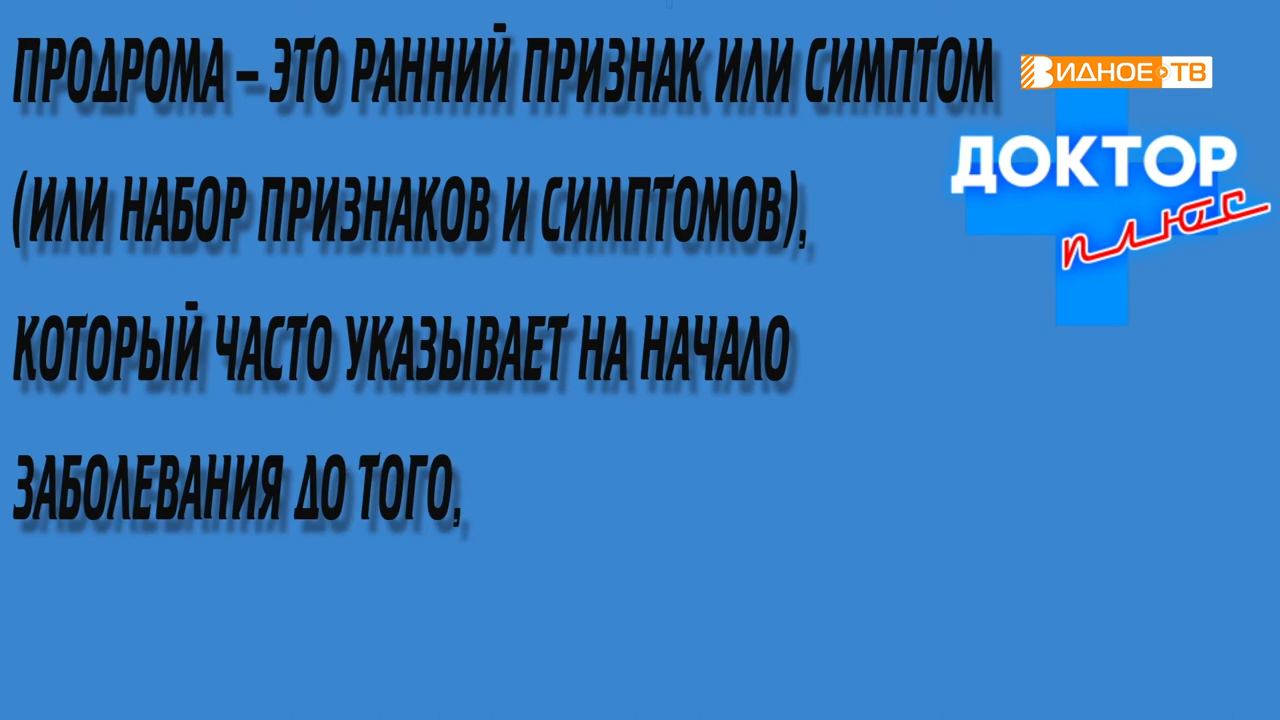 ПРОДРОМА – ЭТО РАННИЙ ПРИЗНАК ИЛИ СИМПТОМ
(ИЛИ НАБОР ПРИЗНАКОВ И СИМПТОМОВ),
КОТОРЫЙ ЧАСТО УКАЗЫВАЕТ НА НАЧАЛО
ЗАБОЛЕВАНИЯ ДО ТОГО,
ВИДНОЕ ТВ
ДОКТОР
плюс